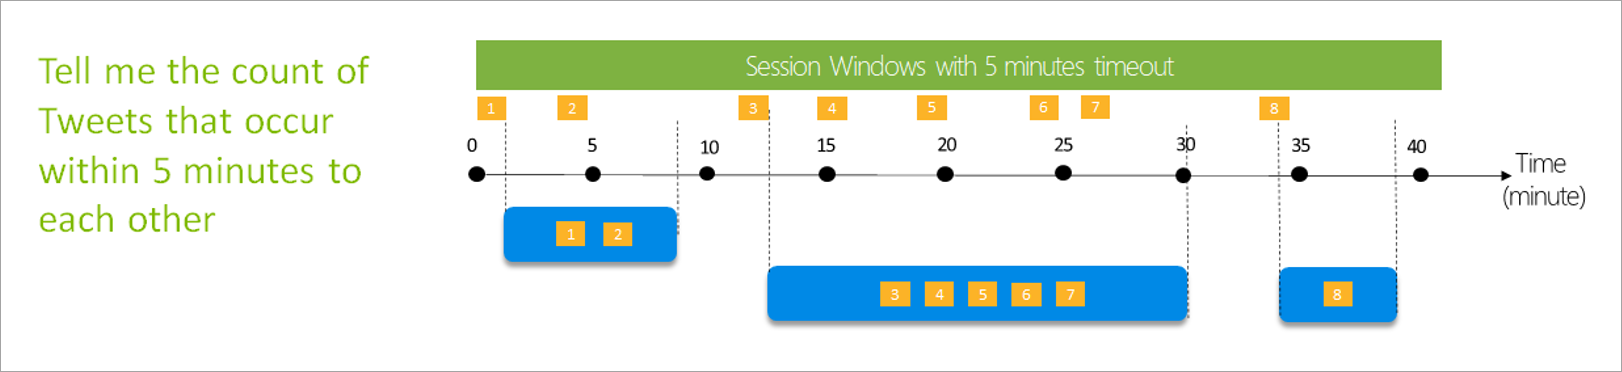 Tell me the count of
Tweets that occur
within 5 minutes to
each other
Session Windows with 5 minutes timeout
1 2 3 4 5 6 7 8
0 5 10 15 20 25 30 35 40
Time
(minute)
1 2
3 4 5 6 7
8